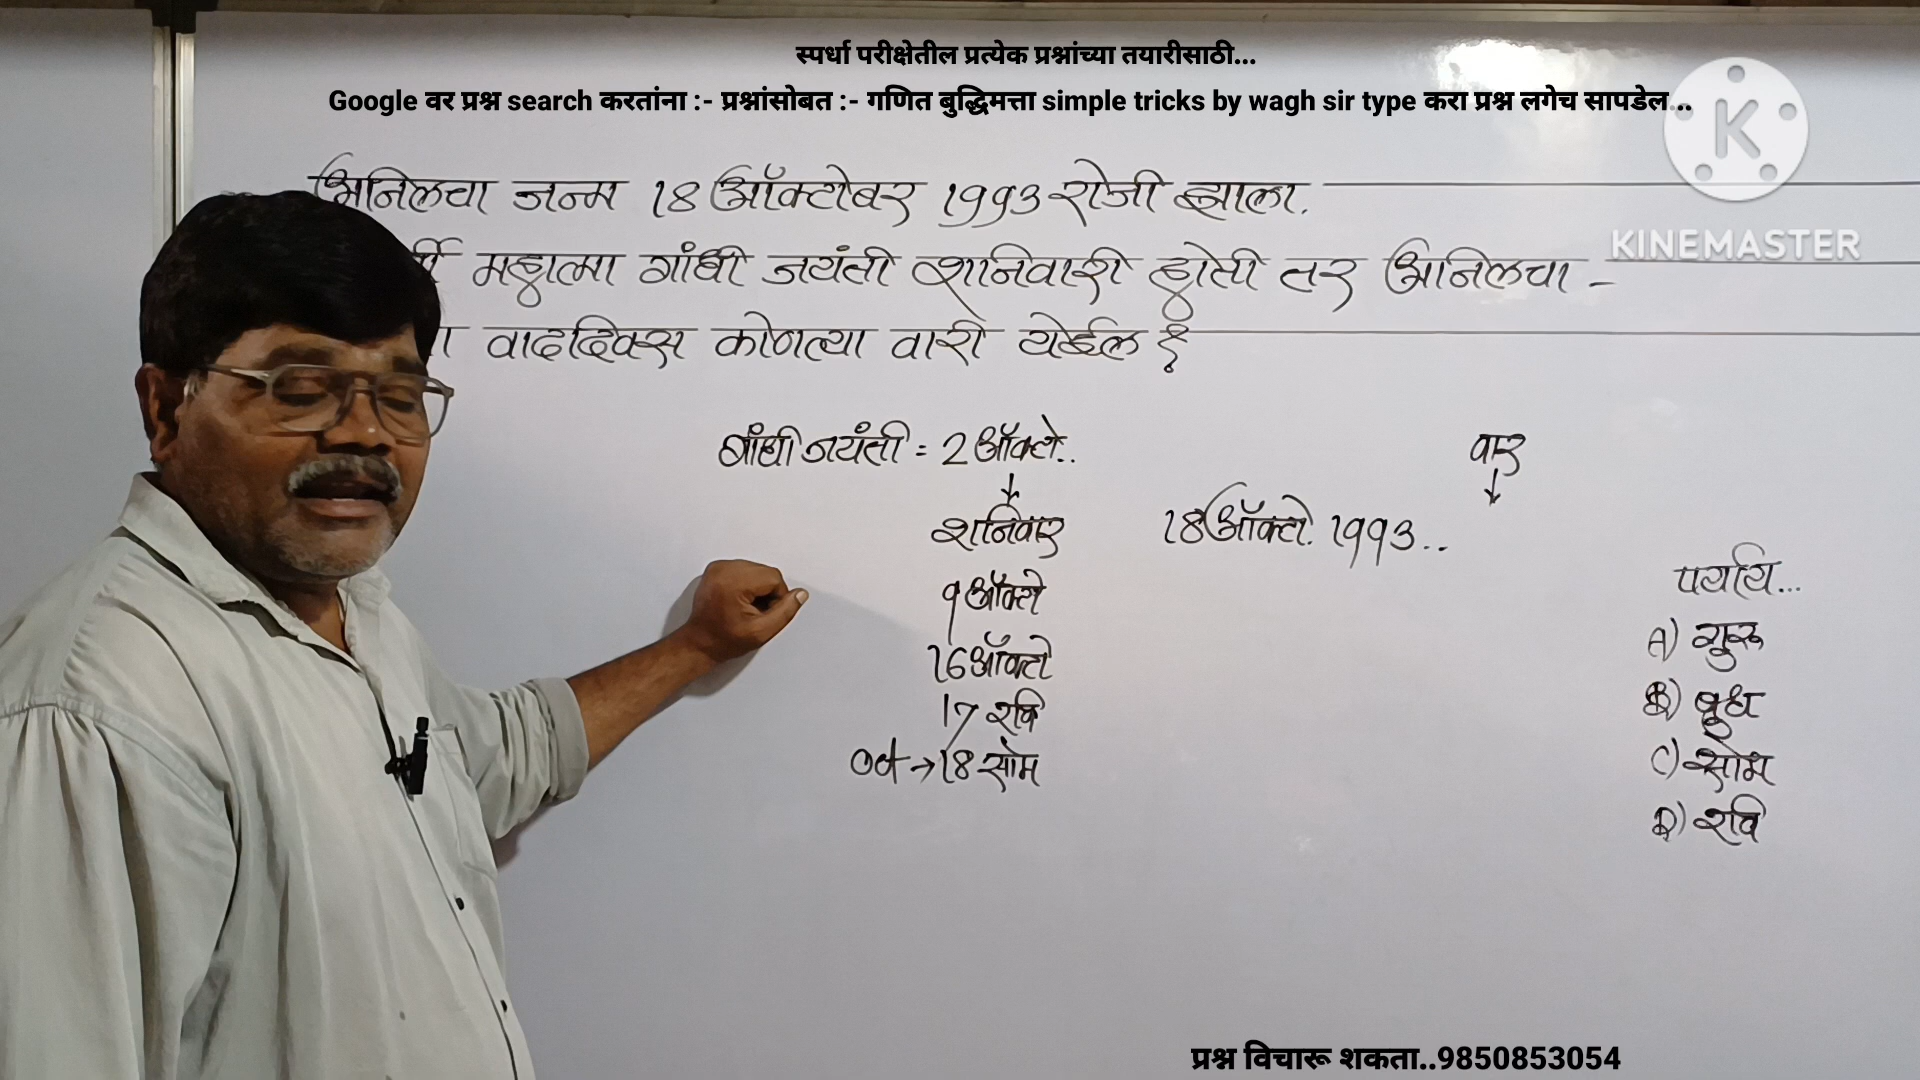 स्पर्धा परीक्षेतील प्रत्येक प्रश्नांच्या तयारीसाठी...
Google वर प्रश्न search करतांना :- प्रश्नांसोबत :- गणित बुद्धिमत्ता simple tricks by wagh sir type करा प्रश्न लगेच सापडेल...
KINEMASTER
अनिलचा जन्म 18 ऑक्टोबर 1993 रोजी झाला.
महात्मा गांधी जयंती शनिवारी होती तर अनिलचा -
वाढदिवस कोणत्या वारी येईल ?
गांधी जयंती = 2 ऑक्टो..
वार
↓
↓
शनिवार
18 ऑक्टो. 1993..
9 ऑक्टो
16 ऑक्टो
17 रवि
Oct → 18 सोम
पर्याय...
A) गुरू
B) बुध
C) सोम
D) रवि
प्रश्न विचारू शकता..9850853054